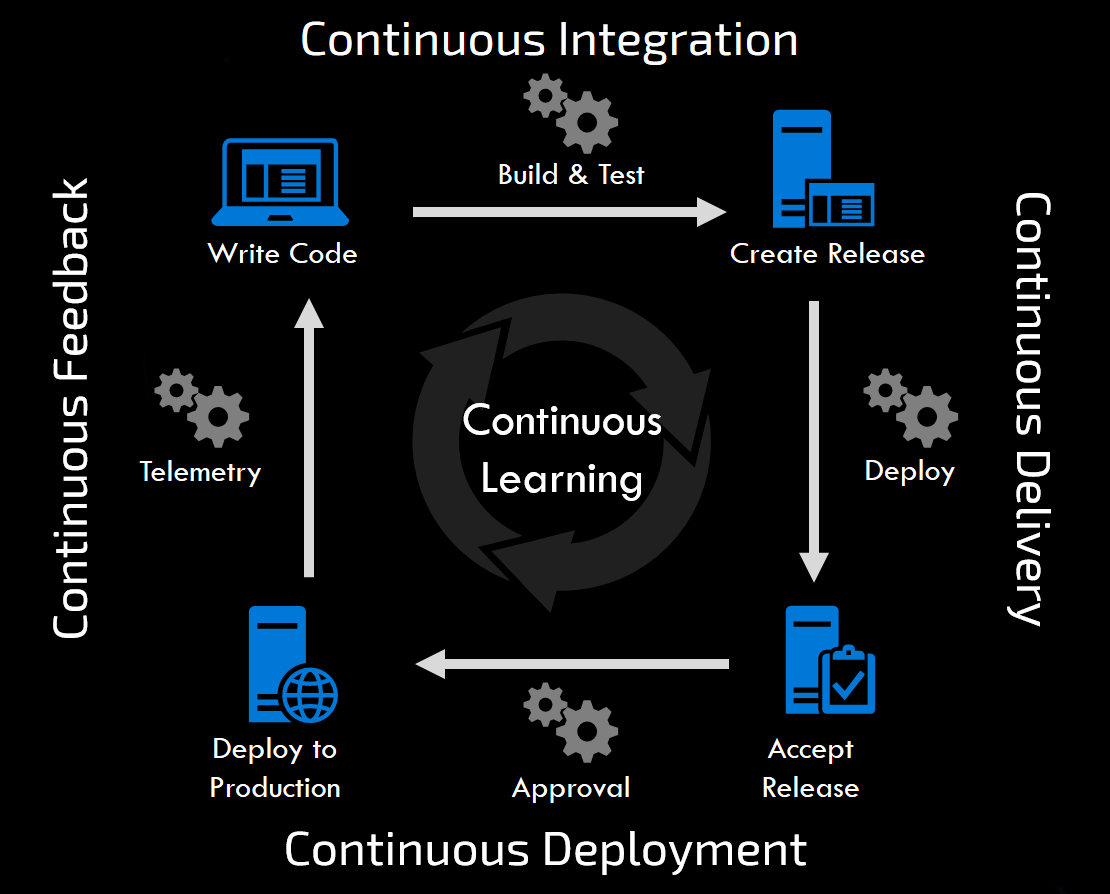 Continuous Integration
Build & Test
Write Code
Create Release
Continuous Feedback
Continuous Delivery
Continuous
Learning
Telemetry
Deploy
Deploy to
Production
Approval
Accept
Release
Continuous Deployment